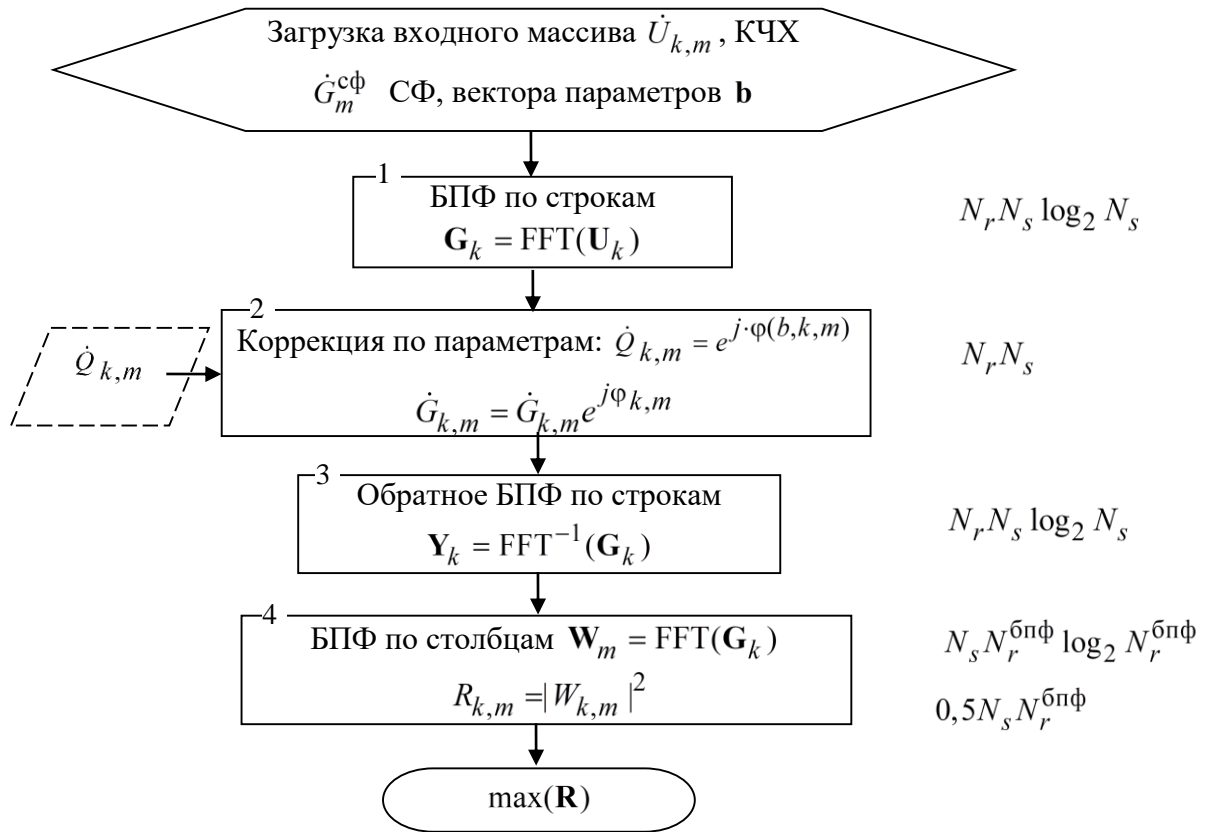 Загрузка входного массива U̇_{k,m}, КЧХ
Ġ_m^{сф} СФ, вектора параметров b
1
БПФ по строкам
G_k = FFT(U_k)
N_r N_s log_2 N_s
2
Коррекция по параметрам: Q̇_{k,m} = e^{j·φ(b,k,m)}
Q̇_{k,m}
N_r N_s
Ġ_{k,m} = Ġ_{k,m} e^{jφ_{k,m}}
3
Обратное БПФ по строкам
Y_k = FFT^{−1}(G_k)
N_r N_s log_2 N_s
4
БПФ по столбцам W_m = FFT(G_k)
N_s N_r^{бпф} log_2 N_r^{бпф}
R_{k,m} =|W_{k,m}|^2
0,5N_s N_r^{бпф}
max(R)